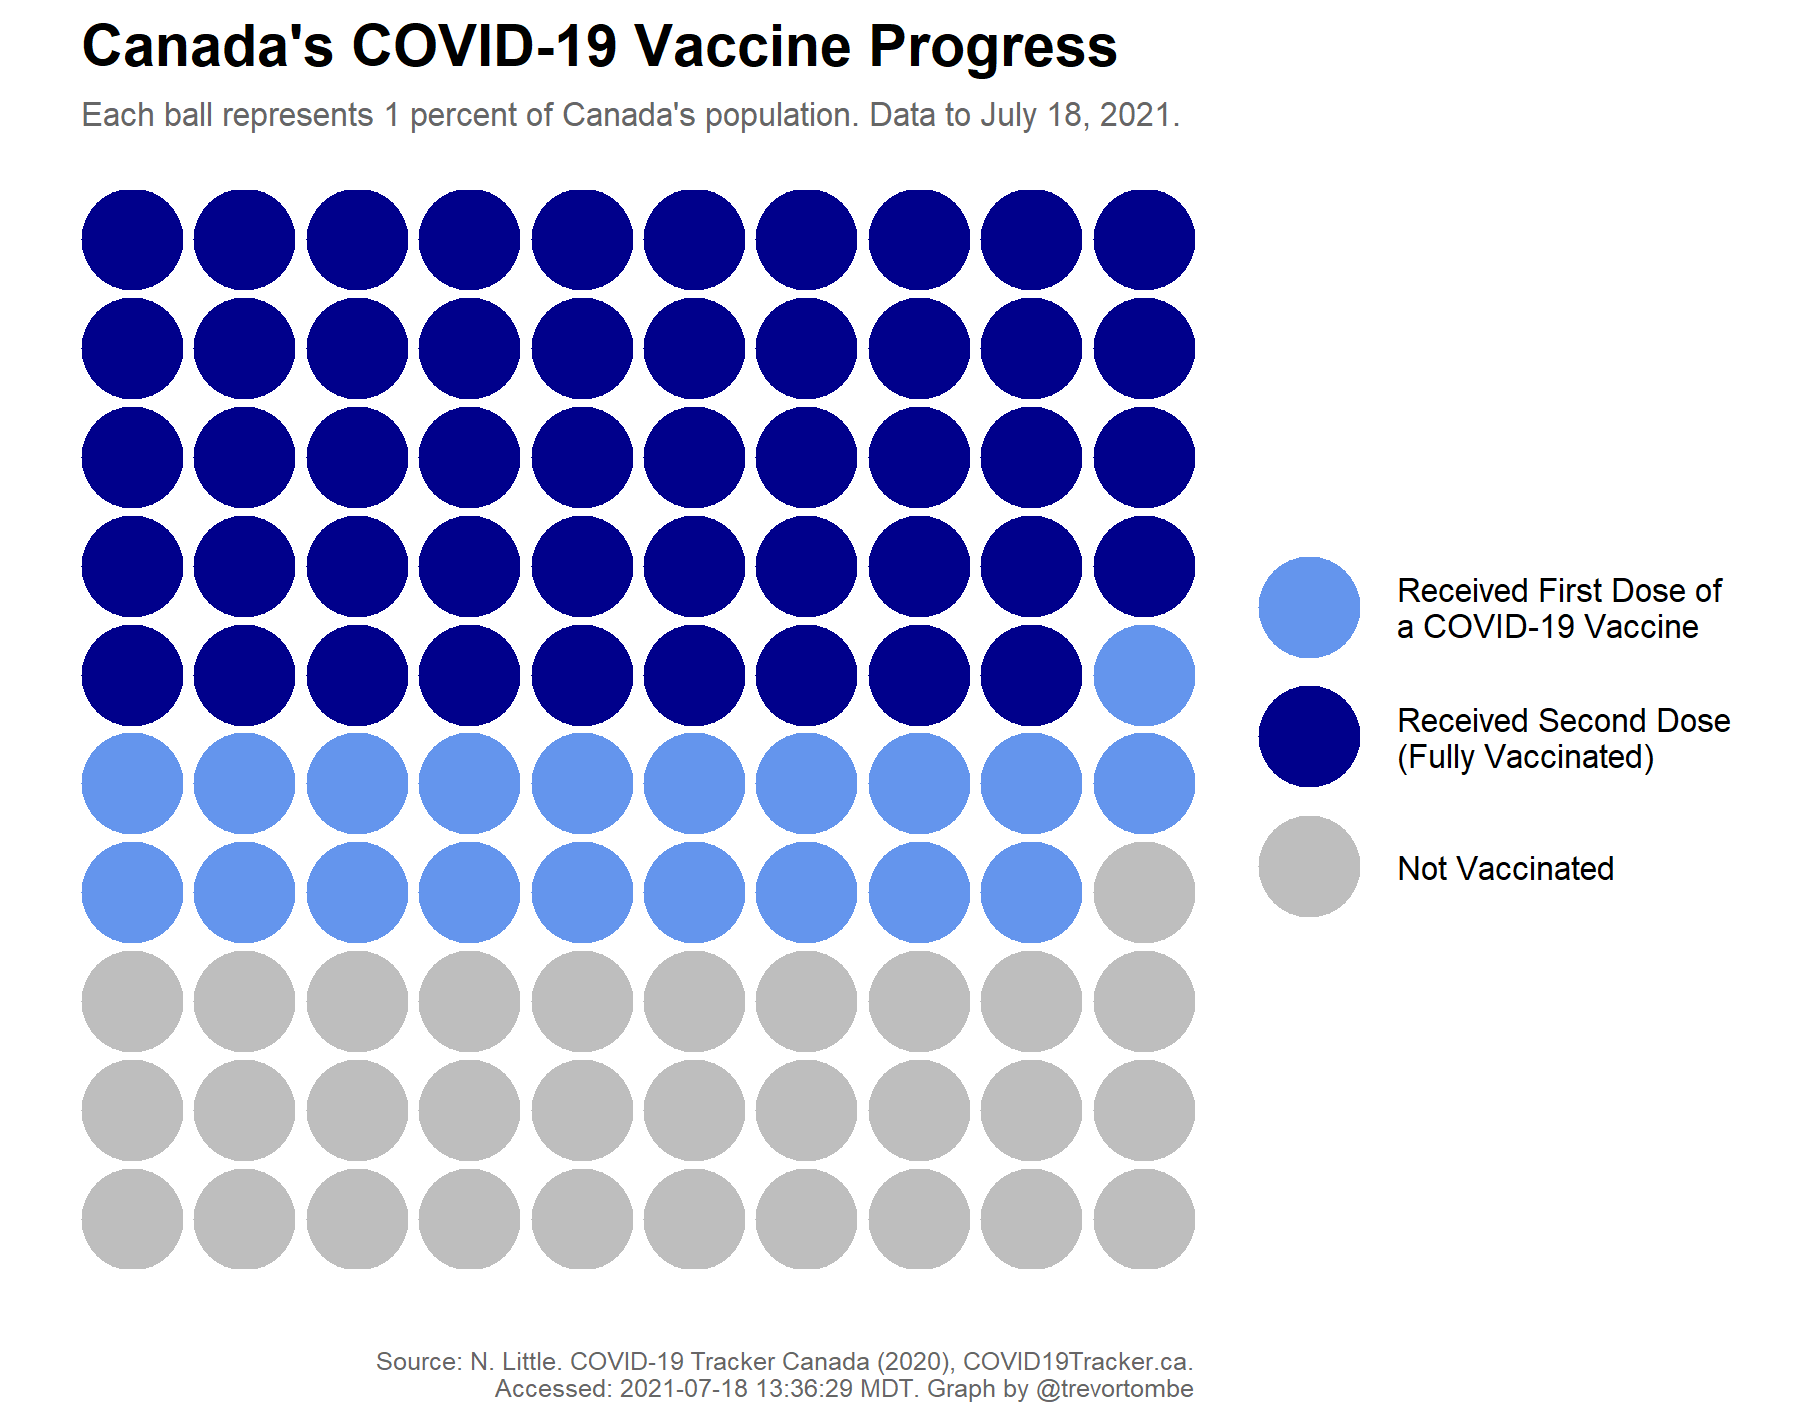 Canada's COVID-19 Vaccine Progress
Each ball represents 1 percent of Canada's population. Data to July 18, 2021.
Received First Dose of
a COVID-19 Vaccine
Received Second Dose
(Fully Vaccinated)
Not Vaccinated
Source: N. Little. COVID-19 Tracker Canada (2020), COVID19Tracker.ca.
Accessed: 2021-07-18 13:36:29 MDT. Graph by @trevortombe